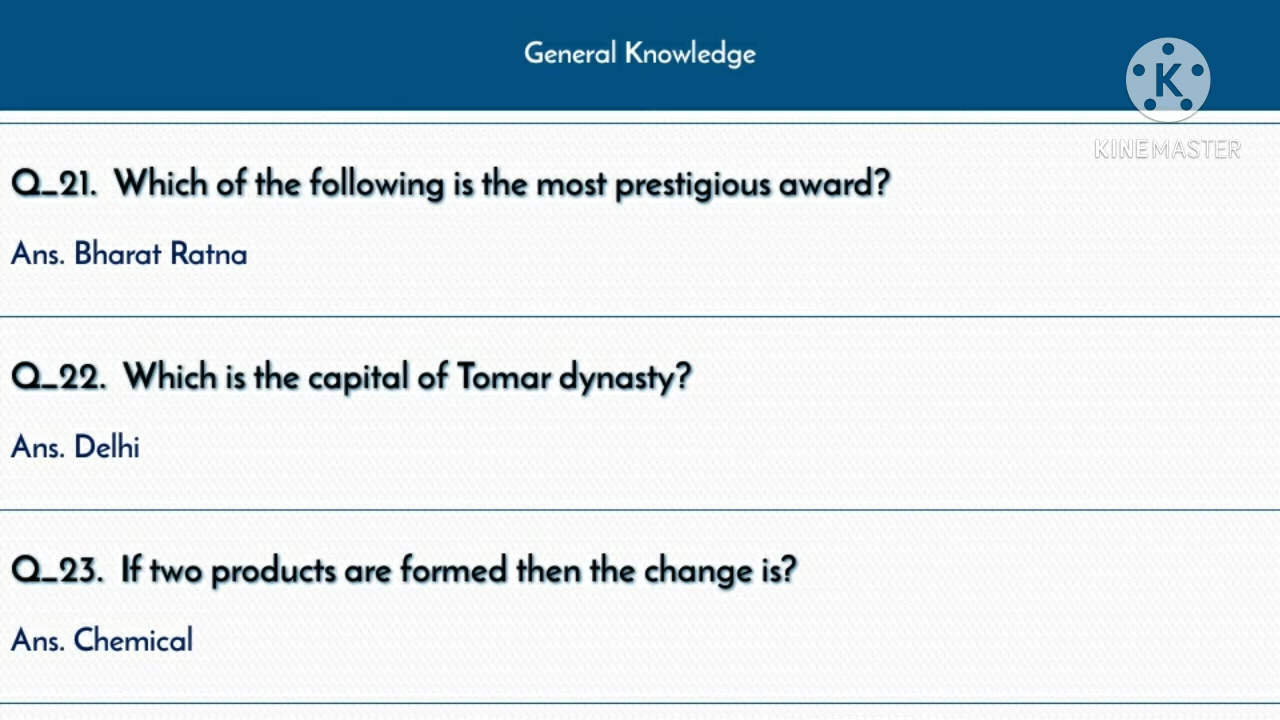 General Knowledge
K
KINEMASTER
Q_21. Which of the following is the most prestigious award?
Ans. Bharat Ratna
Q_22. Which is the capital of Tomar dynasty?
Ans. Delhi
Q_23. If two products are formed then the change is?
Ans. Chemical